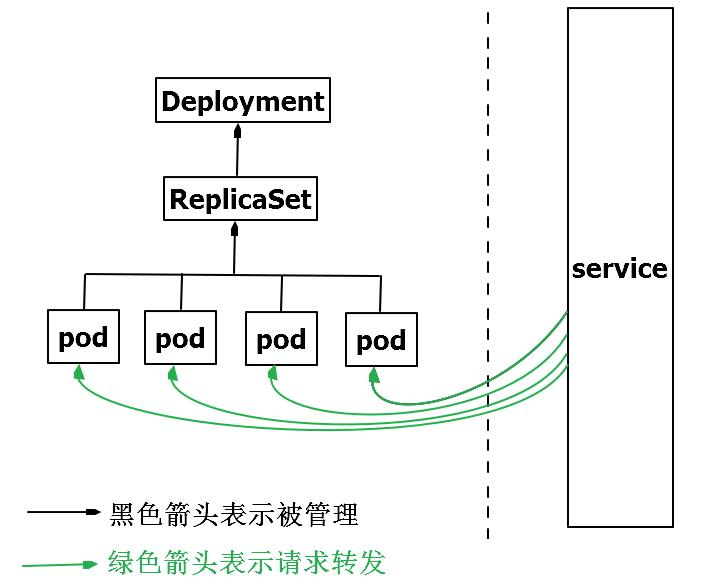 Deployment
ReplicaSet
service
pod pod pod pod
黑色箭头表示被管理
绿色箭头表示请求转发